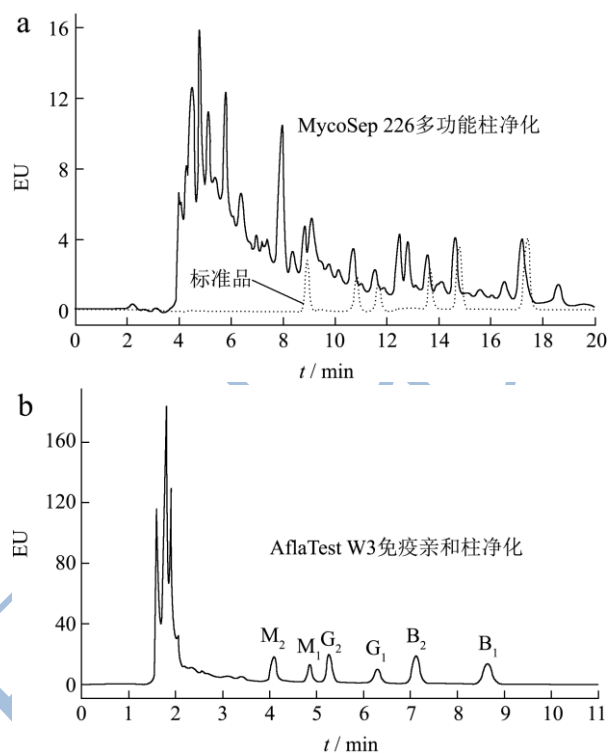 a
16
12
8
4
0
EU
MycoSep 226多功能柱净化
标准品
0 2 4 6 8 10 12 14 16 18 20
t / min
b
160
120
80
40
0
EU
AflaTest W3免疫亲和柱净化
M₂
M₁
G₂
G₁
B₂
B₁
0 1 2 3 4 5 6 7 8 9 10 11
t / min